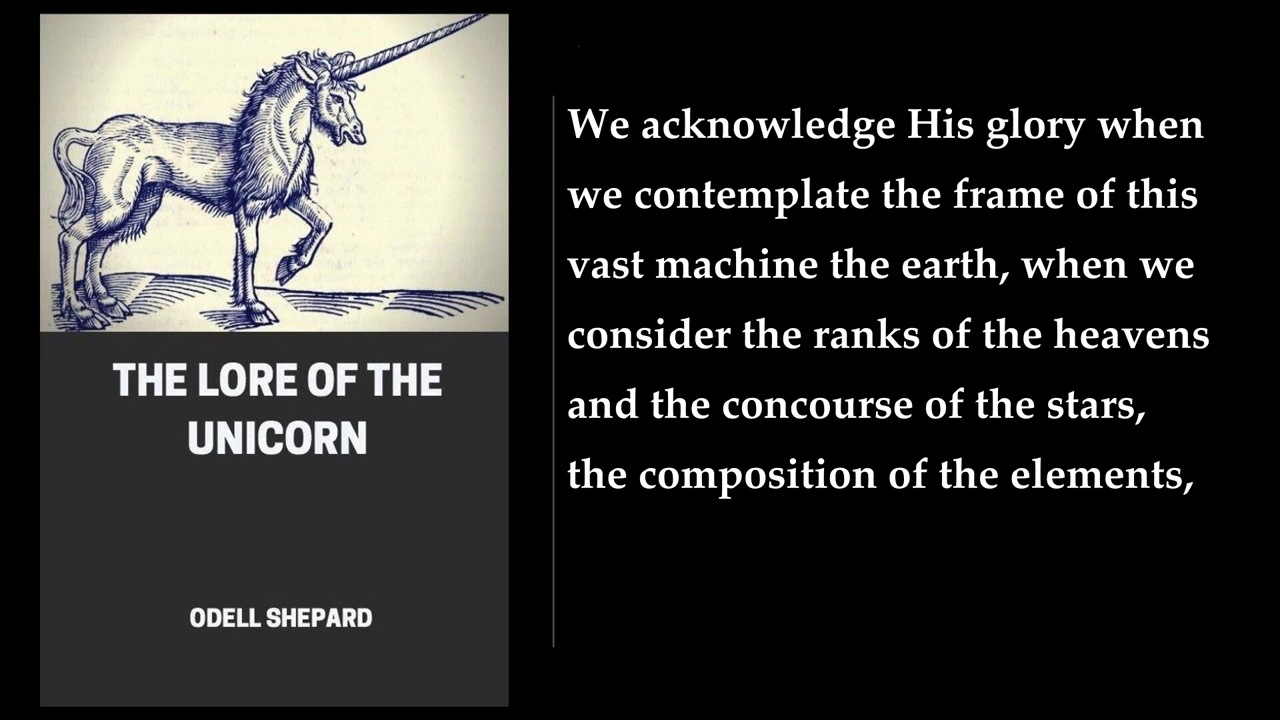 THE LORE OF THE
UNICORN
ODELL SHEPARD
We acknowledge His glory when
we contemplate the frame of this
vast machine the earth, when we
consider the ranks of the heavens
and the concourse of the stars,
the composition of the elements,